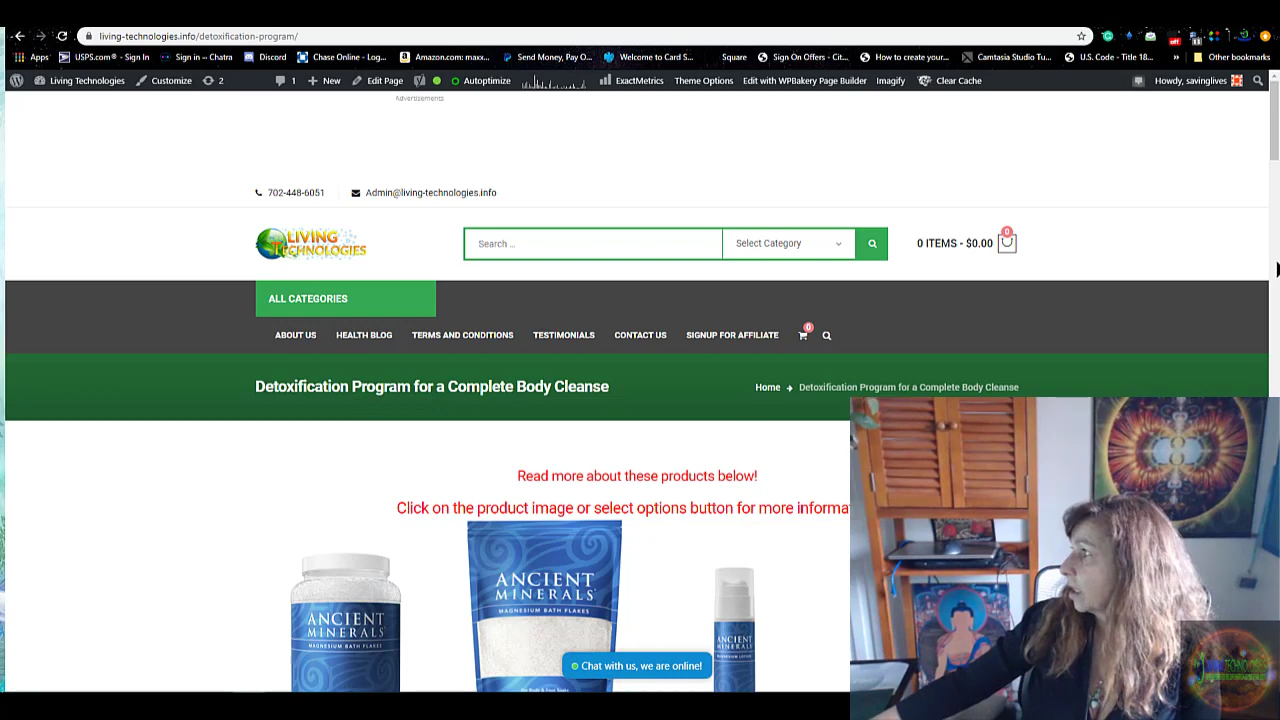 living-technologies.info/detoxification-program/
Apps USPS.com® - Sign In Sign in -- Chatra Discord Chase Online - Log... Amazon.com: maxx... Send Money, Pay O... Welcome to Card S... Square Sign On Offers - Cit... How to create your... Camtasia Studio Tu... U.S. Code - Title 18... » Other bookmarks
Living Technologies Customize 2 1 New Edit Page Autoptimize ExactMetrics Theme Options Edit with WPBakery Page Builder Imagify Clear Cache Howdy, savinglives
Advertisements
702-448-6051 Admin@living-technologies.info
LIVING
TECHNOLOGIES
Search ... Select Category 0 ITEMS - $0.00 0
ALL CATEGORIES
ABOUT US HEALTH BLOG TERMS AND CONDITIONS TESTIMONIALS CONTACT US SIGNUP FOR AFFILIATE 0
Detoxification Program for a Complete Body Cleanse Home Detoxification Program for a Complete Body Cleanse
Read more about these products below!
Click on the product image or select options button for more informa
ANCIENT
MINERALS
MAGNESIUM BATH FLAKES
ANCIENT
MINERALS
MAGNESIUM BATH FLAKES
ANCIENT
MINERALS
MAGNESIUM LOTION
Chat with us, we are online!